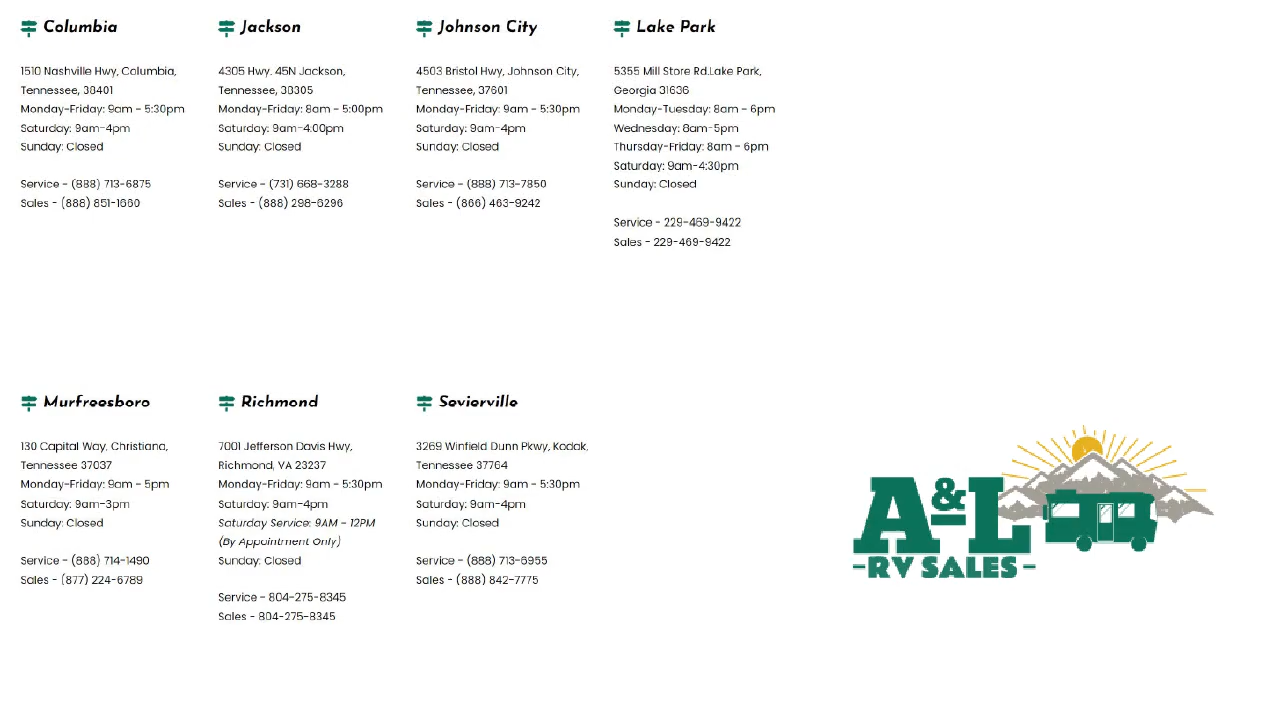 Columbia
1510 Nashville Hwy, Columbia,
Tennessee, 38401
Monday-Friday: 9am - 5:30pm
Saturday: 9am-4pm
Sunday: Closed
Service - (888) 713-6875
Sales - (888) 851-1660
Jackson
4305 Hwy. 45N Jackson,
Tennessee, 38305
Monday-Friday: 8am - 5:00pm
Saturday: 9am-4:00pm
Sunday: Closed
Service - (731) 668-3288
Sales - (888) 298-6296
Johnson City
4503 Bristol Hwy, Johnson City,
Tennessee, 37601
Monday-Friday: 9am - 5:30pm
Saturday: 9am-4pm
Sunday: Closed
Service - (888) 713-7850
Sales - (866) 463-9242
Lake Park
5355 Mill Store Rd.Lake Park,
Georgia 31636
Monday-Tuesday: 8am - 6pm
Wednesday: 8am-5pm
Thursday-Friday: 8am - 6pm
Saturday: 9am-4:30pm
Sunday: Closed
Service - 229-469-9422
Sales - 229-469-9422
Murfreesboro
130 Capital Way, Christiana,
Tennessee 37037
Monday-Friday: 9am - 5pm
Saturday: 9am-3pm
Sunday: Closed
Service - (888) 714-1490
Sales - (877) 224-6789
Richmond
7001 Jefferson Davis Hwy,
Richmond, VA 23237
Monday-Friday: 9am - 5:30pm
Saturday: 9am-4pm
Saturday Service: 9AM - 12PM
(By Appointment Only)
Sunday: Closed
Service - 804-275-8345
Sales - 804-275-8345
Sevierville
3269 Winfield Dunn Pkwy, Kodak,
Tennessee 37764
Monday-Friday: 9am - 5:30pm
Saturday: 9am-4pm
Sunday: Closed
Service - (888) 713-6955
Sales - (888) 842-7775
A&L
-RV SALES-